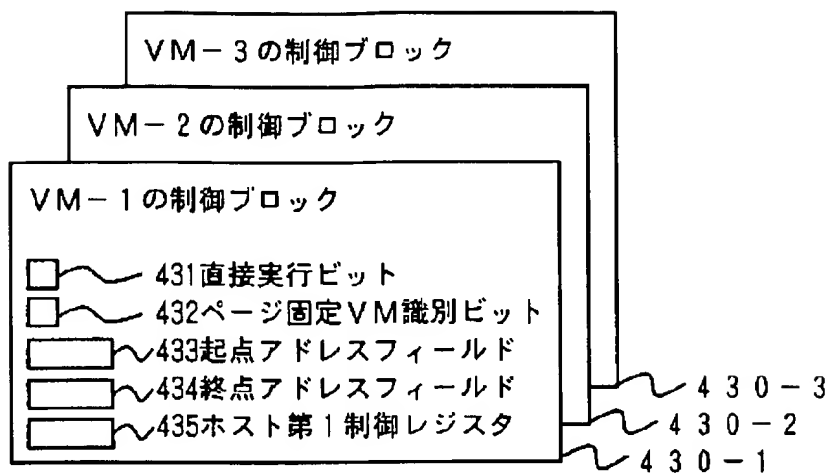 VM－3の制御ブロック
VM－2の制御ブロック
VM－1の制御ブロック
431直接実行ビット
432ページ固定VM識別ビット
433起点アドレスフィールド
434終点アドレスフィールド
435ホスト第1制御レジスタ
430－3
430－2
430－1